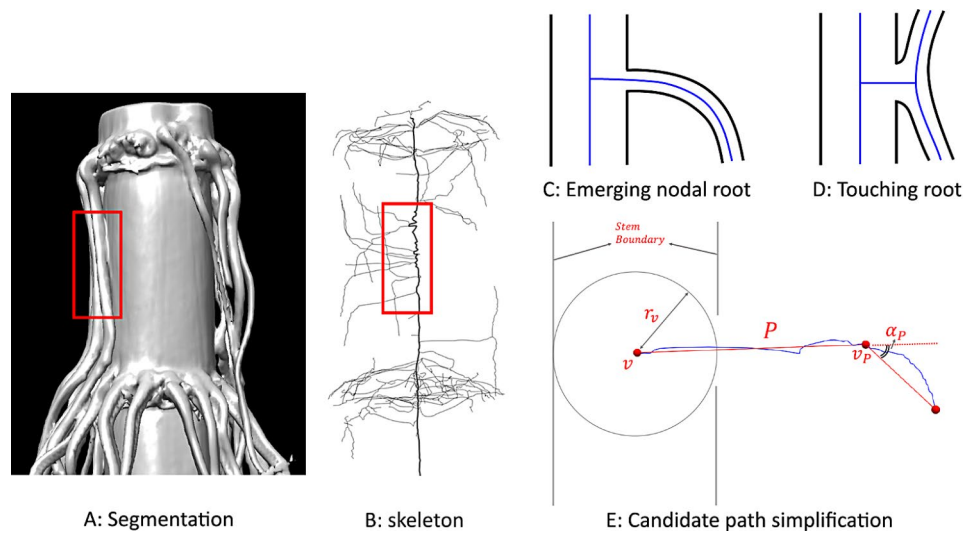 C: Emerging nodal root
D: Touching root
Stem
Boundary
r_v
P
α_P
v
v_P
A: Segmentation
B: skeleton
E: Candidate path simplification